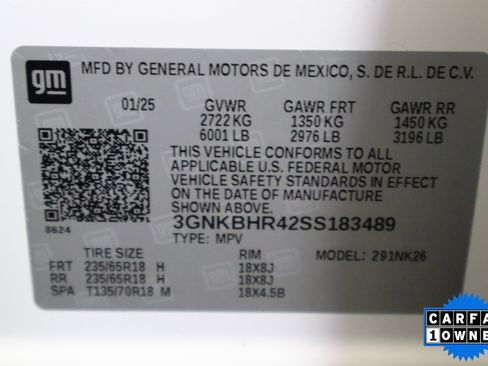 gm
MFD BY GENERAL MOTORS DE MEXICO, S. DE R.L. DE C.V.
01/25 GVWR GAWR FRT GAWR RR
2722 KG 1350 KG 1450 KG
6001 LB 2976 LB 3196 LB
THIS VEHICLE CONFORMS TO ALL
APPLICABLE U.S. FEDERAL MOTOR
VEHICLE SAFETY STANDARDS IN EFFECT
ON THE DATE OF MANUFACTURE
SHOWN ABOVE.
8624
3GNKBHR42SS183489
TYPE: MPV MODEL: 291NK26
TIRE SIZE RIM
FRT 235/65R18 H 18X8J
RR 235/65R18 H 18X8J
SPA T135/70R18 M 18X4.5B
CARFA
1 OWNE